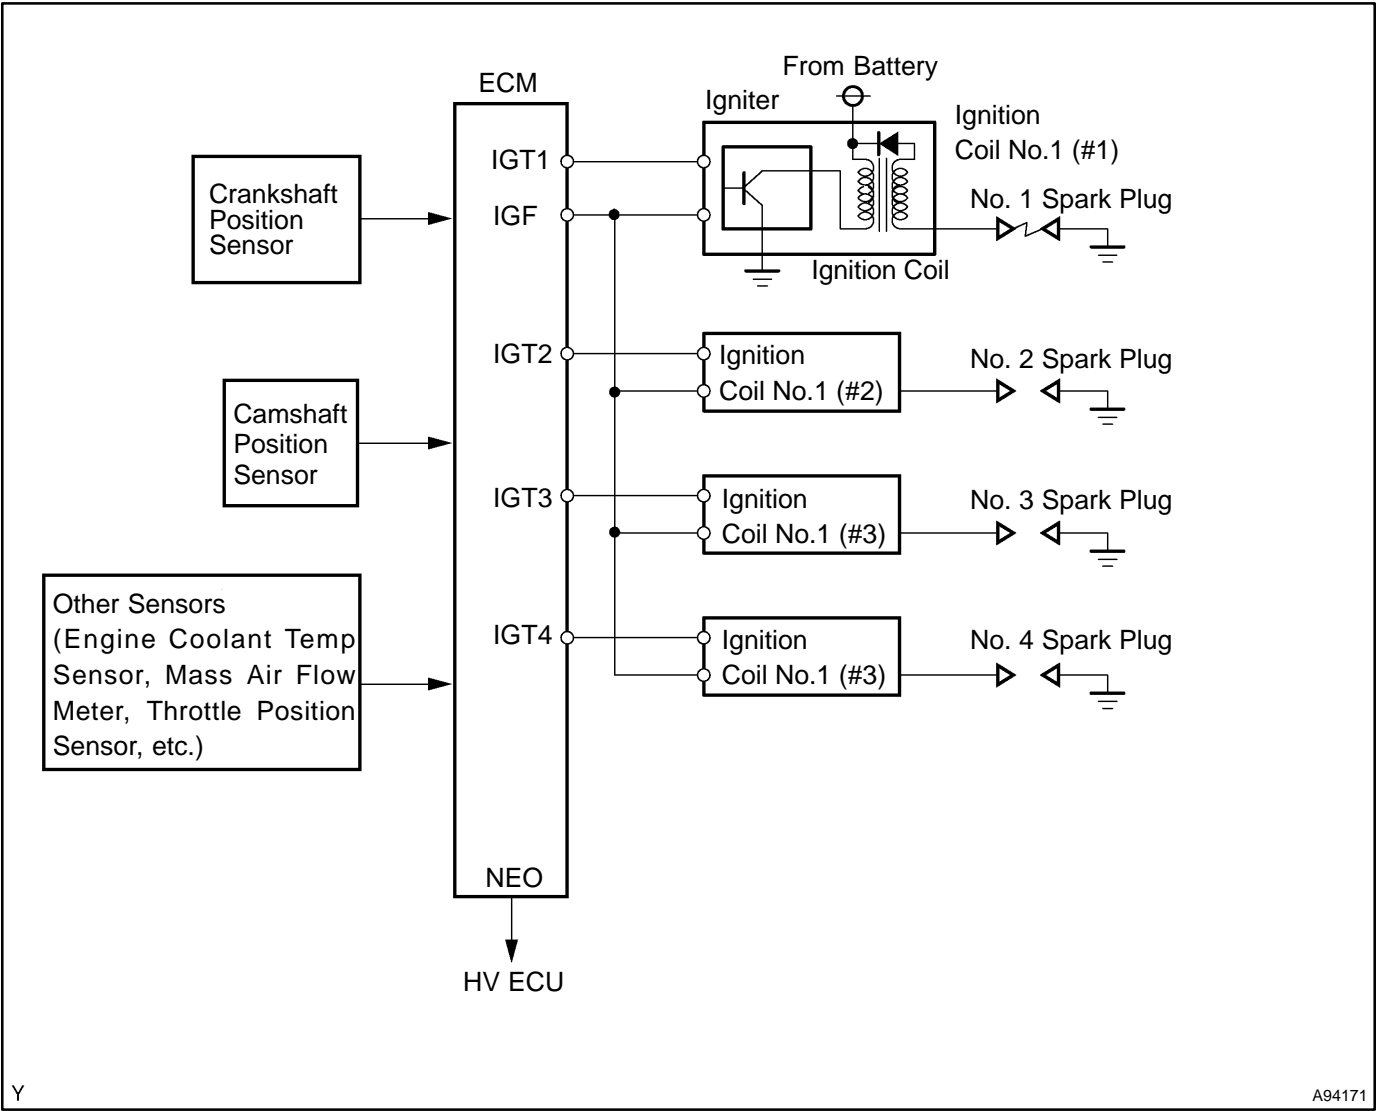 From Battery
ECM
Igniter
Ignition
Coil No.1 (#1)
IGT1
Crankshaft
Position
Sensor
IGF
No. 1 Spark Plug
Ignition Coil
IGT2
Ignition
Coil No.1 (#2)
No. 2 Spark Plug
Camshaft
Position
Sensor
IGT3
Ignition
Coil No.1 (#3)
No. 3 Spark Plug
Other Sensors
(Engine Coolant Temp
Sensor, Mass Air Flow
Meter, Throttle Position
Sensor, etc.)
IGT4
Ignition
Coil No.1 (#3)
No. 4 Spark Plug
NEO
HV ECU
Y
A94171